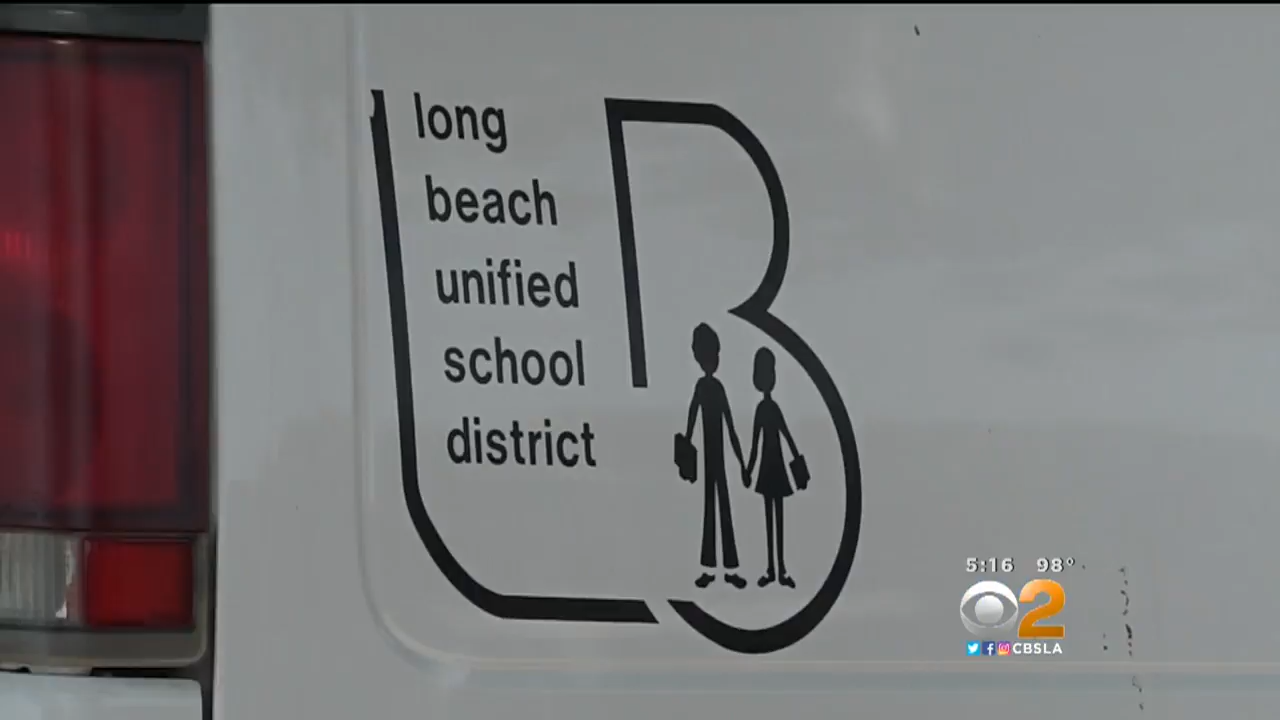 long
beach
unified
school
district
B
5:16 98°
2
CBSLA